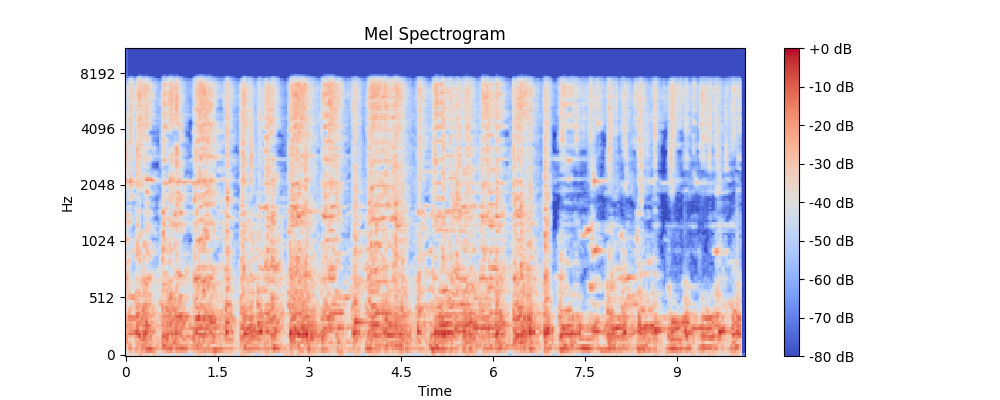 Mel Spectrogram
Hz
8192
4096
2048
1024
512
0
0 1.5 3 4.5 6 7.5 9
Time
+0 dB
-10 dB
-20 dB
-30 dB
-40 dB
-50 dB
-60 dB
-70 dB
-80 dB